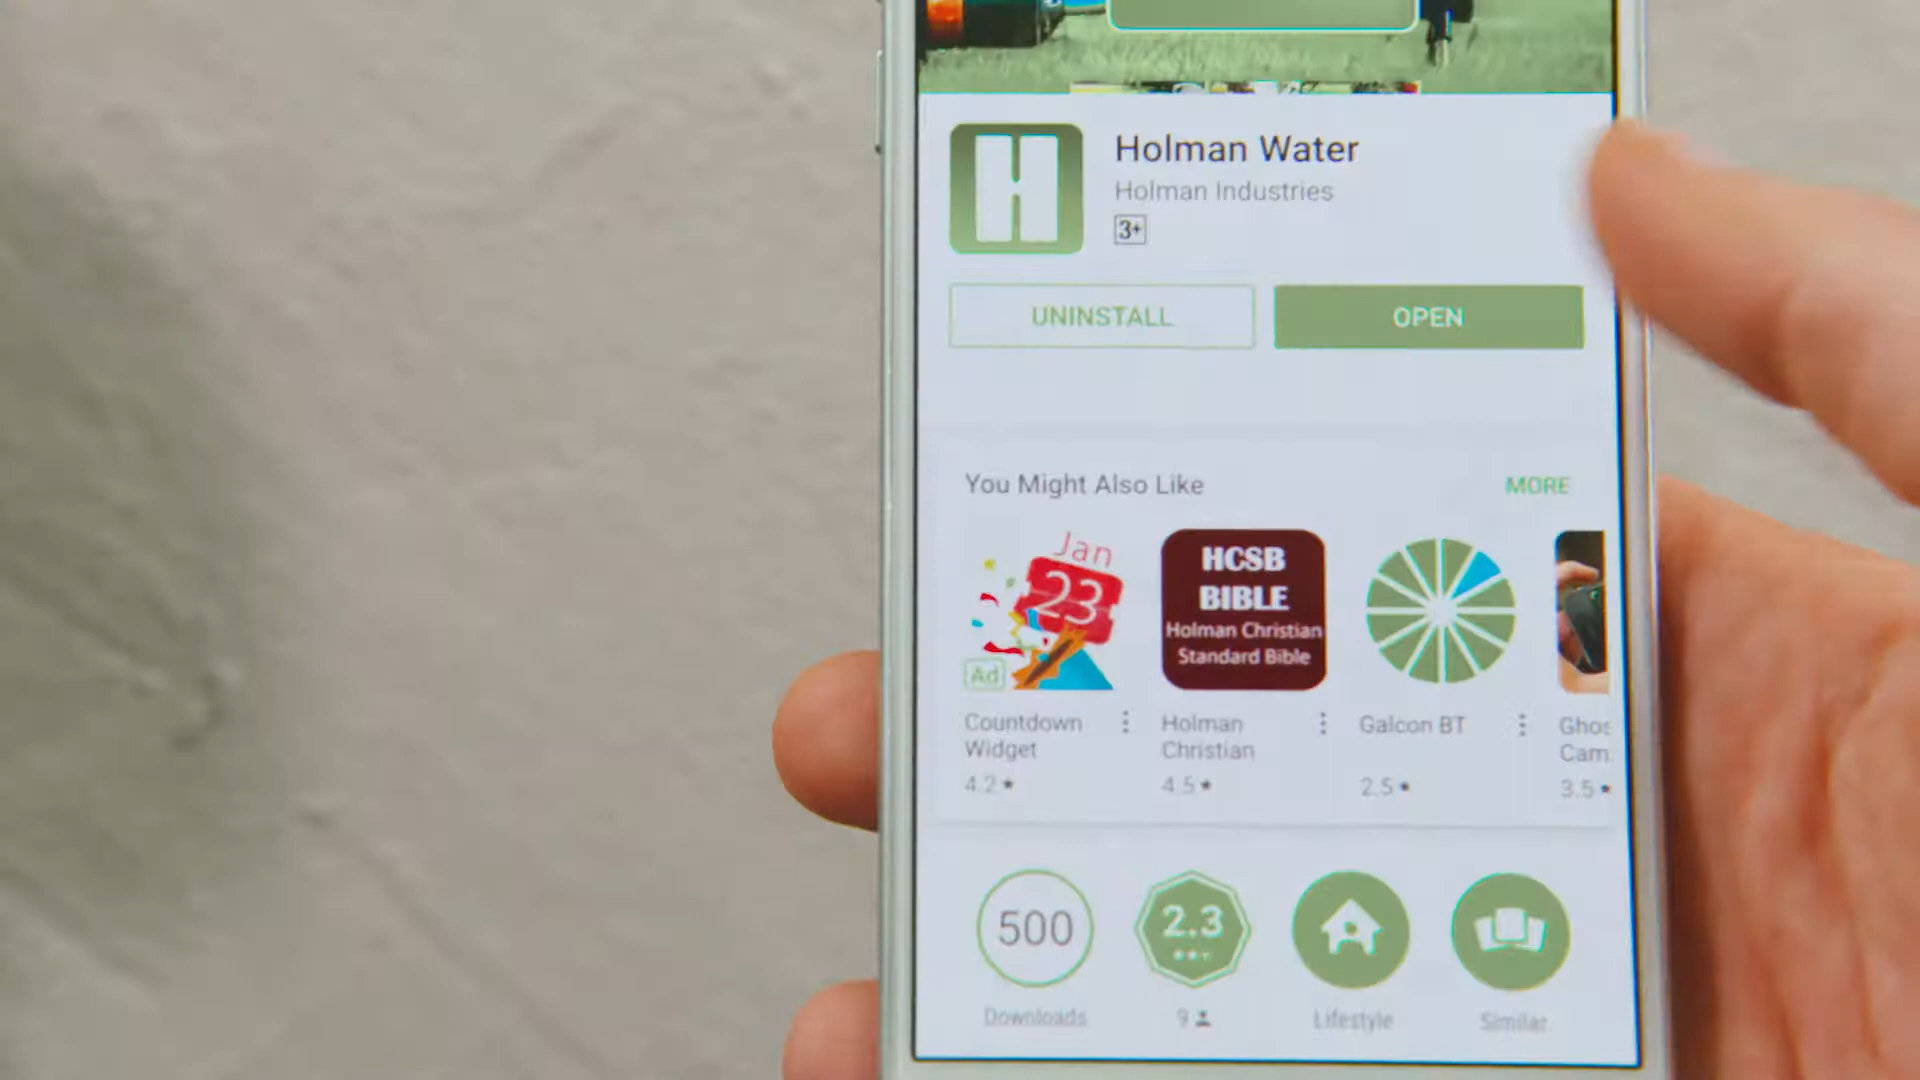 H
Holman Water
Holman Industries
3+
UNINSTALL
OPEN
You Might Also Like
MORE
Jan
23
Ad
HCSB
BIBLE
Holman Christian
Standard Bible
Countdown
Widget
4.2
Holman
Christian
4.5
Galcon BT
2.5
Ghos
Cam
3.5
500
Downloads
2.3
9
Lifestyle
Similar